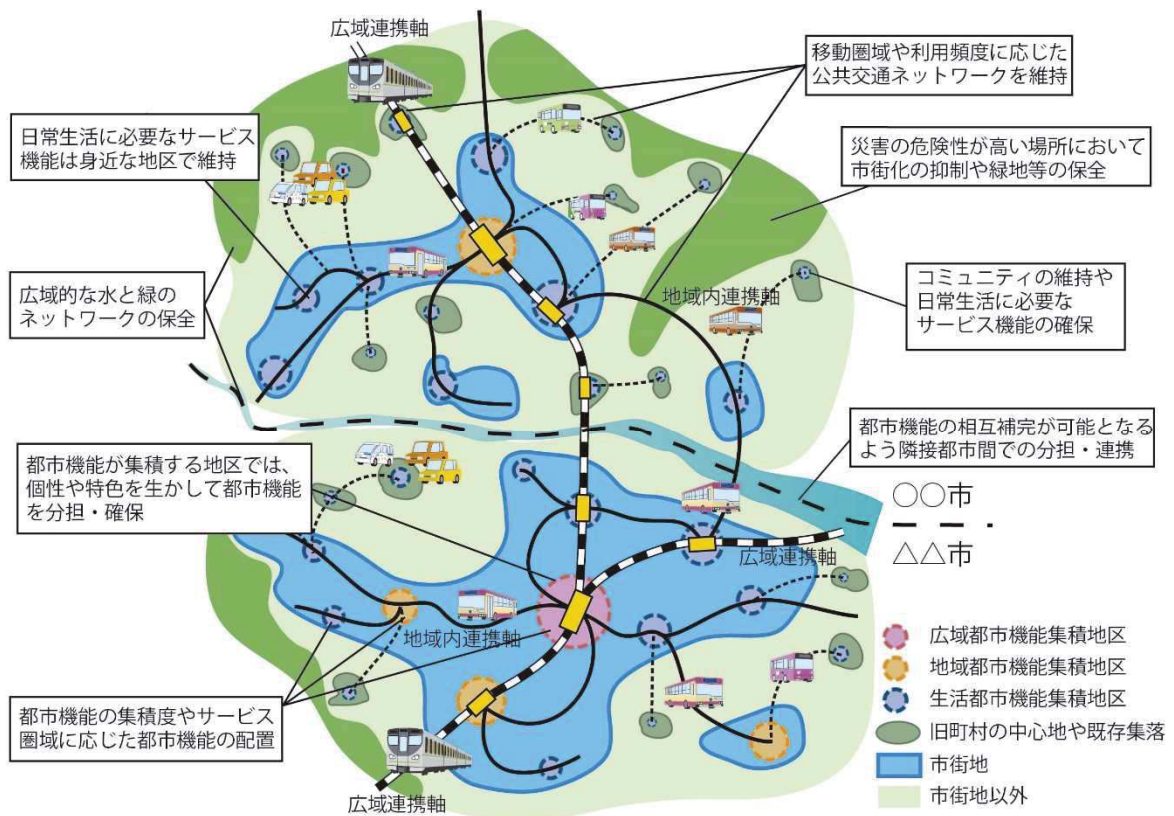 広域連携軸
移動圏域や利用頻度に応じた
公共交通ネットワークを維持
日常生活に必要なサービス
機能は身近な地区で維持
災害の危険性が高い場所において
市街化の抑制や緑地等の保全
広域的な水と緑の
ネットワークの保全
地域内連携軸
コミュニティの維持や
日常生活に必要な
サービス機能の確保
都市機能の相互補完が可能となる
よう隣接都市間での分担・連携
都市機能が集積する地区では、
個性や特色を生かして都市機能
を分担・確保
○○市
△△市
広域連携軸
地域内連携軸
都市機能の集積度やサービス
圏域に応じた都市機能の配置
広域連携軸
広域都市機能集積地区
地域都市機能集積地区
生活都市機能集積地区
旧町村の中心地や既存集落
市街地
市街地以外